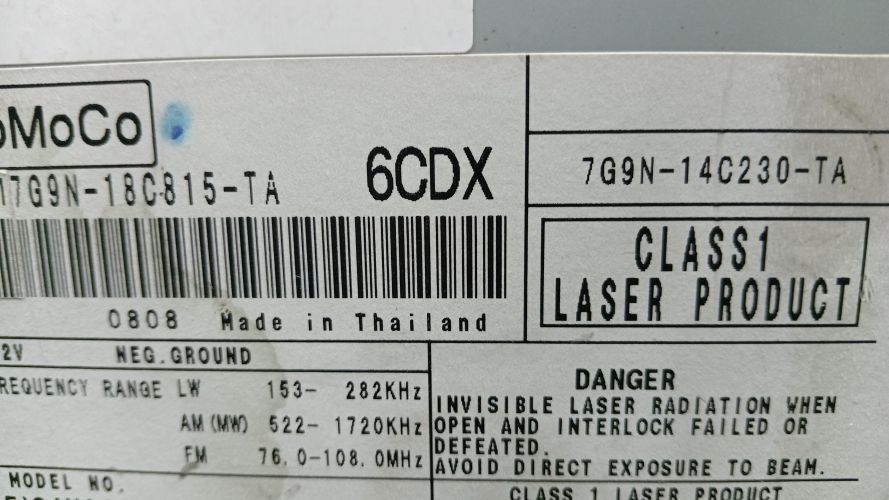 MoCo
7G9N-18C815-TA
6CDX
7G9N-14C230-TA
CLASS1
LASER PRODUCT
0808 Made in Thailand
2V NEG.GROUND
REQUENCY RANGE LW 153- 282KHz
AM(MW) 522- 1720KHz
FM 76.0-108.0MHz
MODEL NO.
DANGER
INVISIBLE LASER RADIATION WHEN
OPEN AND INTERLOCK FAILED OR
DEFEATED.
AVOID DIRECT EXPOSURE TO BEAM.
CLASS 1 LASER PRODUCT